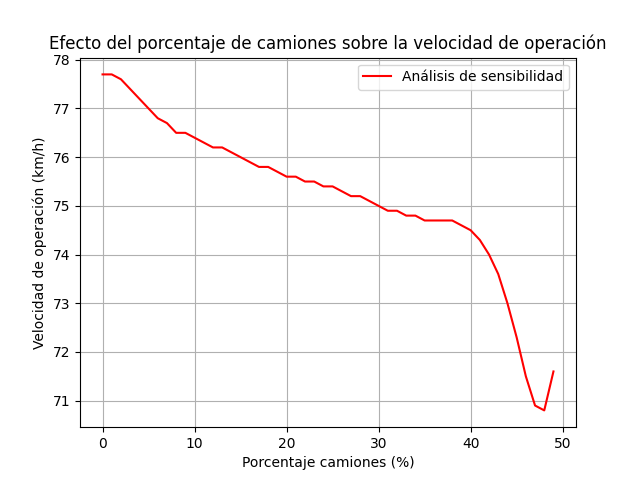 Efecto del porcentaje de camiones sobre la velocidad de operación
Análisis de sensibilidad
78
77
76
75
74
73
72
71
Velocidad de operación (km/h)
0 10 20 30 40 50
Porcentaje camiones (%)